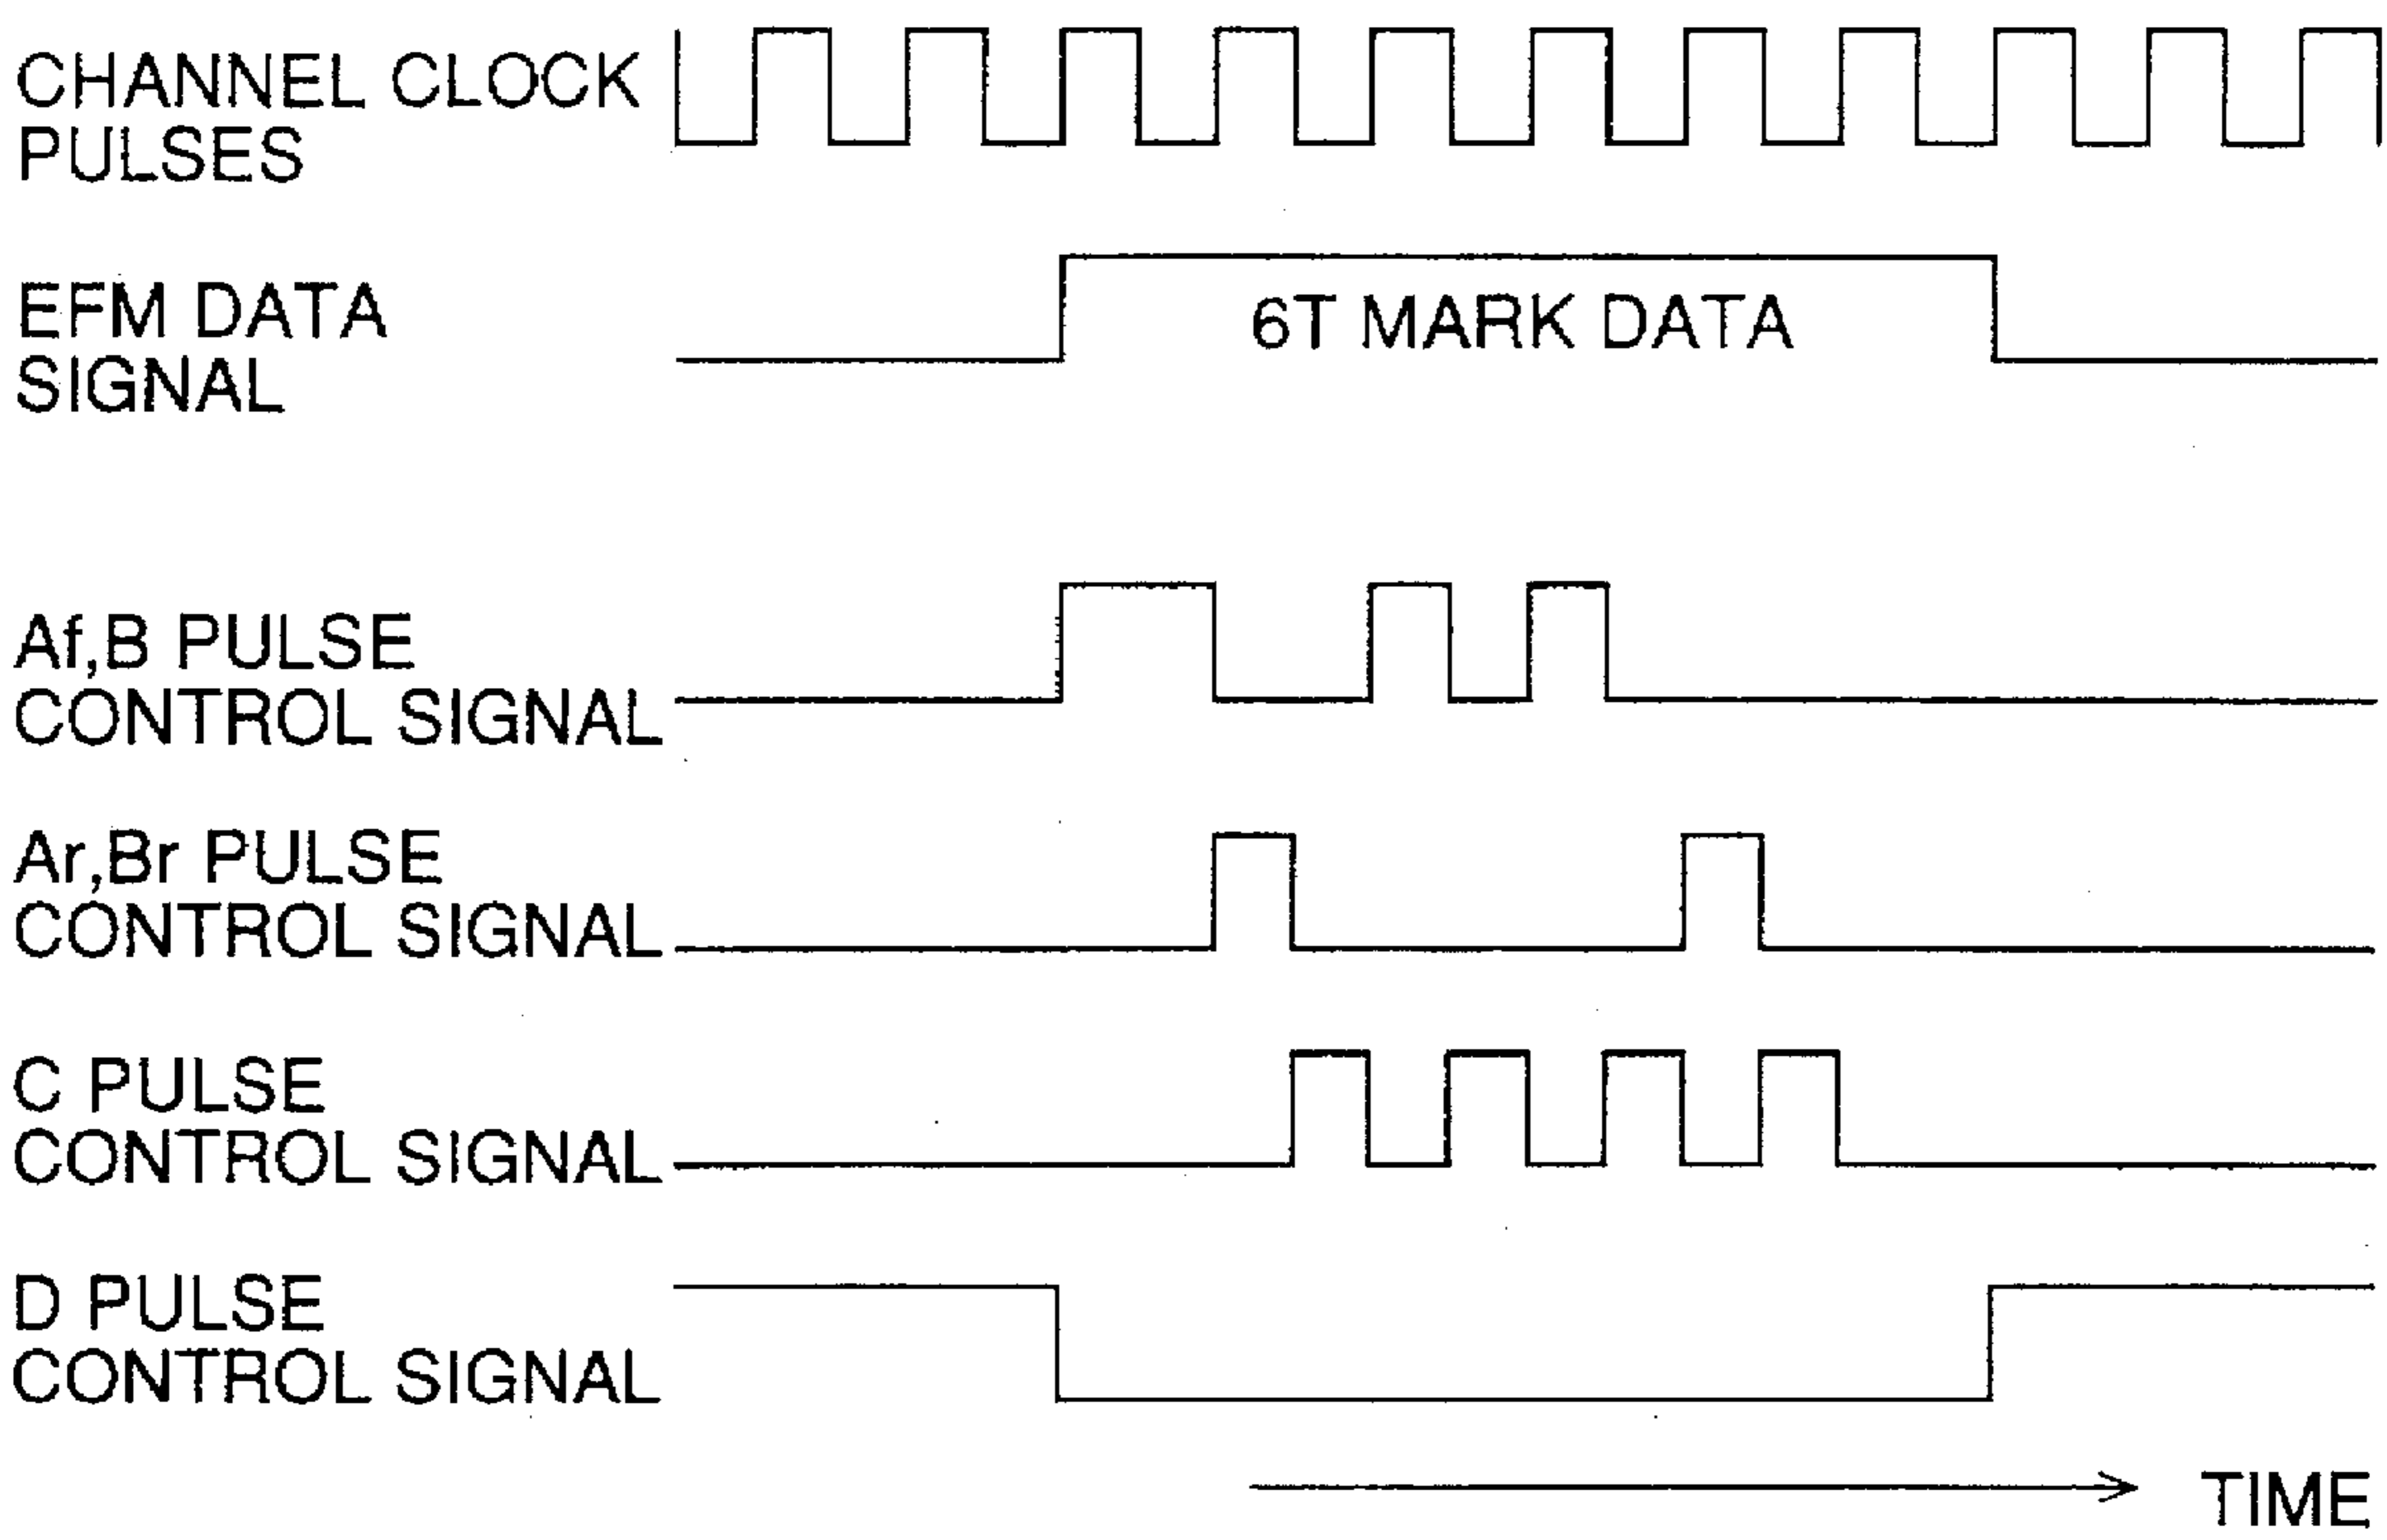 CHANNEL CLOCK
PULSES
EFM DATA
SIGNAL
6T MARK DATA
Af,B PULSE
CONTROL SIGNAL
Ar,Br PULSE
CONTROL SIGNAL
C PULSE
CONTROL SIGNAL
D PULSE
CONTROL SIGNAL
TIME